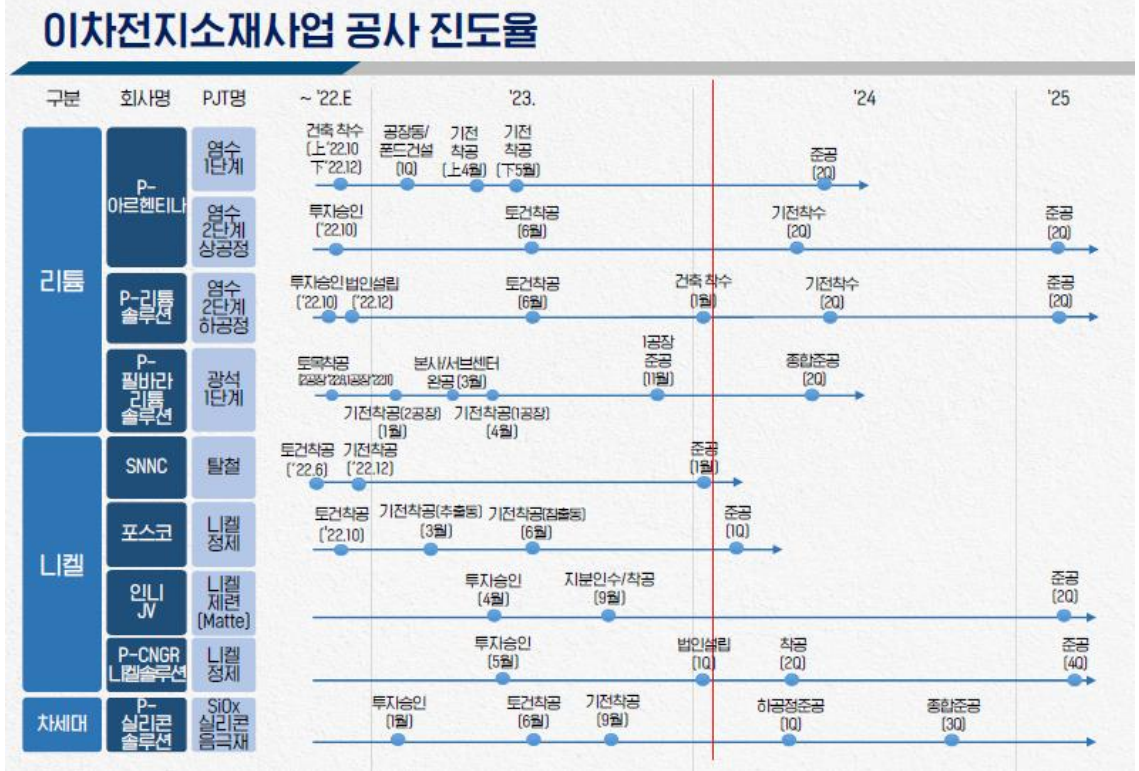 이차전지소재사업 공사 진도율
구분 회사명 PJT명 ~ '22.E '23. '24 '25
리튬
P-
아르헨티나
염수
1단계
건축 착수
(上'22.10
下'22.12)
공장동/
폰드건설
(1Q)
기전
착공
(上4월)
기전
착공
(下5월)
준공
(2Q)
염수
2단계
상공정
투자승인
('22.10)
토건착공
(6월)
기전착수
(2Q)
준공
(2Q)
P-리튬
솔루션
염수
2단계
하공정
투자승인
('22.10)
법인설립
('22.12)
토건착공
(6월)
건축 착수
(1월)
기전착수
(2Q)
준공
(2Q)
P-
필바라
리튬
솔루션
광석
1단계
토목착공
본사/서브센터
완공 (3월)
1공장
준공
(11월)
종합준공
(2Q)
기전착공(2공장)
(1월)
기전착공(1공장)
(4월)
니켈
SNNC
탈철
토건착공
('22.6)
기전착공
('22.12)
준공
(1월)
포스코
니켈
정제
토건착공
('22.10)
기전착공(추출동)
(3월)
기전착공(침출동)
(6월)
준공
(1Q)
인니
JV
니켈
제련
(Matte)
투자승인
(4월)
지분인수/착공
(9월)
준공
(2Q)
P-CNGR
니켈솔루션
니켈
정제
투자승인
(5월)
법인설립
(1Q)
착공
(2Q)
준공
(4Q)
차세대
P-
실리콘
솔루션
SiOx
실리콘
음극재
투자승인
(1월)
토건착공
(6월)
기전착공
(9월)
하공정준공
(1Q)
종합준공
(3Q)